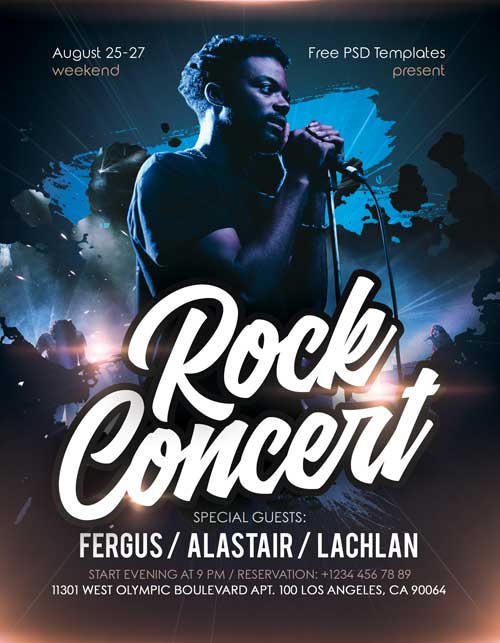 August 25-27
weekend
Free PSD Templates
present
Rock
Concert
SPECIAL GUESTS:
FERGUS / ALASTAIR / LACHLAN
START EVENING AT 9 PM / RESERVATION: +1234 456 78 89
11301 WEST OLYMPIC BOULEVARD APT. 100 LOS ANGELES, CA 90064